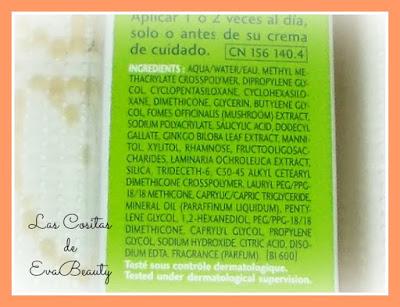 Aplicar 1 o 2 veces al día,
solo o antes de su crema
de cuidado.
CN 156 140.4
INGREDIENTS : AQUA/WATER/EAU, METHYL ME-
THACRYLATE CROSSPOLYMER, DIPROPYLENE GLY-
COL, CYCLOPENTASILOXANE, CYCLOHEXASIL-
OXANE, DIMETHICONE, GLYCERIN, BUTYLENE GLY-
COL, FOMES OFFICINALIS (MUSHROOM) EXTRACT,
SODIUM POLYACRYLATE, SALICYLIC ACID, DODECYL
GALLATE, GINKGO BILOBA LEAF EXTRACT, MANNI-
TOL, XYLITOL, RHAMNOSE, FRUCTOOLIGOSAC-
CHARIDES, LAMINARIA OCHROLEUCA EXTRACT,
SILICA, TRIDECETH-6, C30-45 ALKYL CETEARYL
DIMETHICONE CROSSPOLYMER, LAURYL PEG/PPG-
18/18 METHICONE, CAPRYLIC/CAPRIC TRIGLYCERIDE,
MINERAL OIL (PARAFFINUM LIQUIDUM), PENTY-
LENE GLYCOL, 1,2-HEXANEDIOL, PEG/PPG-18/18
DIMETHICONE, CAPRYLYL GLYCOL, PROPYLENE
GLYCOL, SODIUM HYDROXIDE, CITRIC ACID, DISO-
DIUM EDTA, FRAGRANCE (PARFUM). [BI 600]
Testé sous contrôle dermatologique.
Tested under dermatological supervision.
Las Cositas
de
EvaBeauty